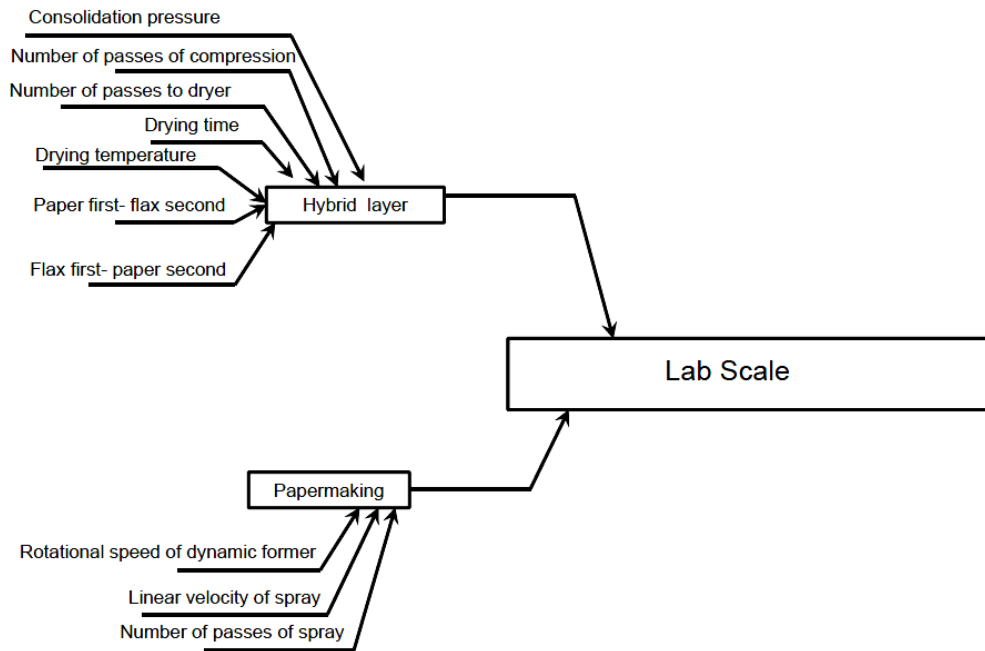 Consolidation pressure
Number of passes of compression
Number of passes to dryer
Drying time
Drying temperature
Paper first- flax second
Hybrid layer
Flax first- paper second
Lab Scale
Papermaking
Rotational speed of dynamic former
Linear velocity of spray
Number of passes of spray